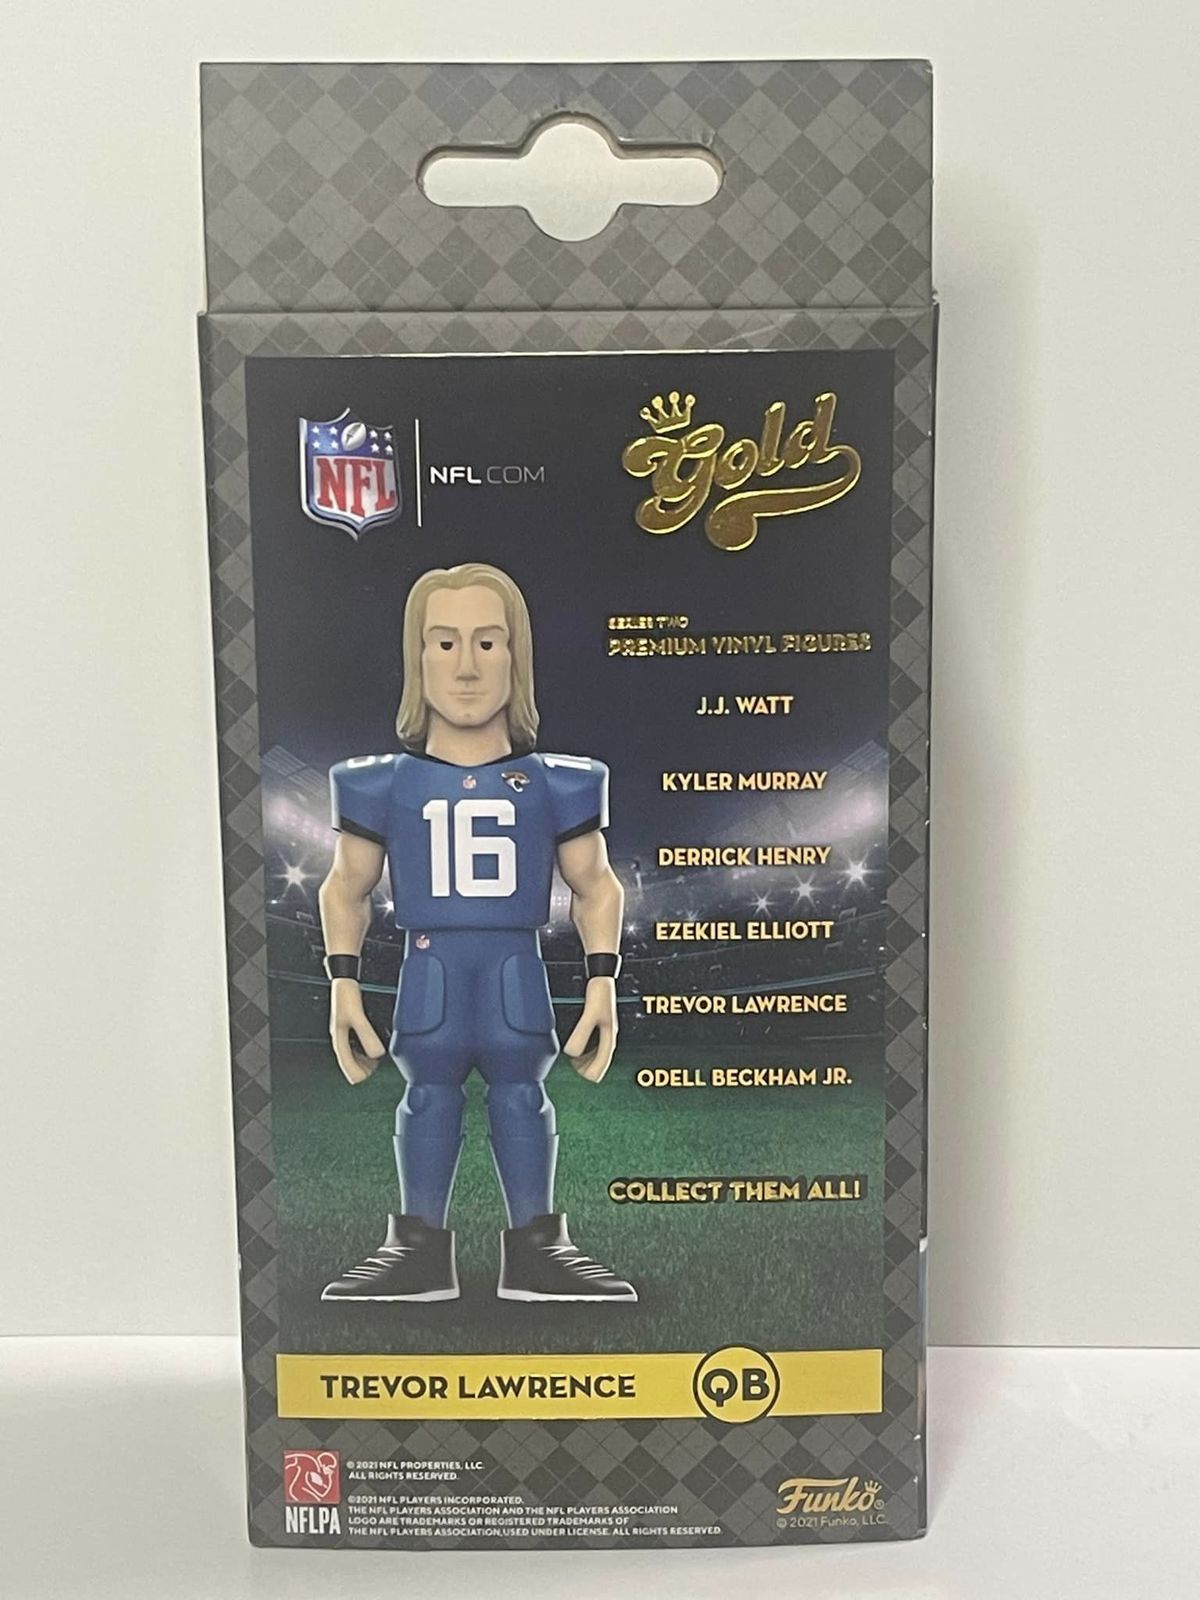 NFL
NFL.COM
Gold
SERIES TWO
PREMIUM VINYL FIGURES
J.J. WATT
KYLER MURRAY
DERRICK HENRY
EZEKIEL ELLIOTT
TREVOR LAWRENCE
ODELL BECKHAM JR.
COLLECT THEM ALL!
16
TREVOR LAWRENCE
QB
NFLPA
© 2021 NFL PROPERTIES, LLC.
ALL RIGHTS RESERVED.
©2021 NFL PLAYERS INCORPORATED.
THE NFL PLAYERS ASSOCIATION AND THE NFL PLAYERS ASSOCIATION
LOGO ARE TRADEMARKS OR REGISTERED TRADEMARKS OF
THE NFL PLAYERS ASSOCIATION, USED UNDER LICENSE. ALL RIGHTS RESERVED.
Funko®
© 2021 Funko, LLC.